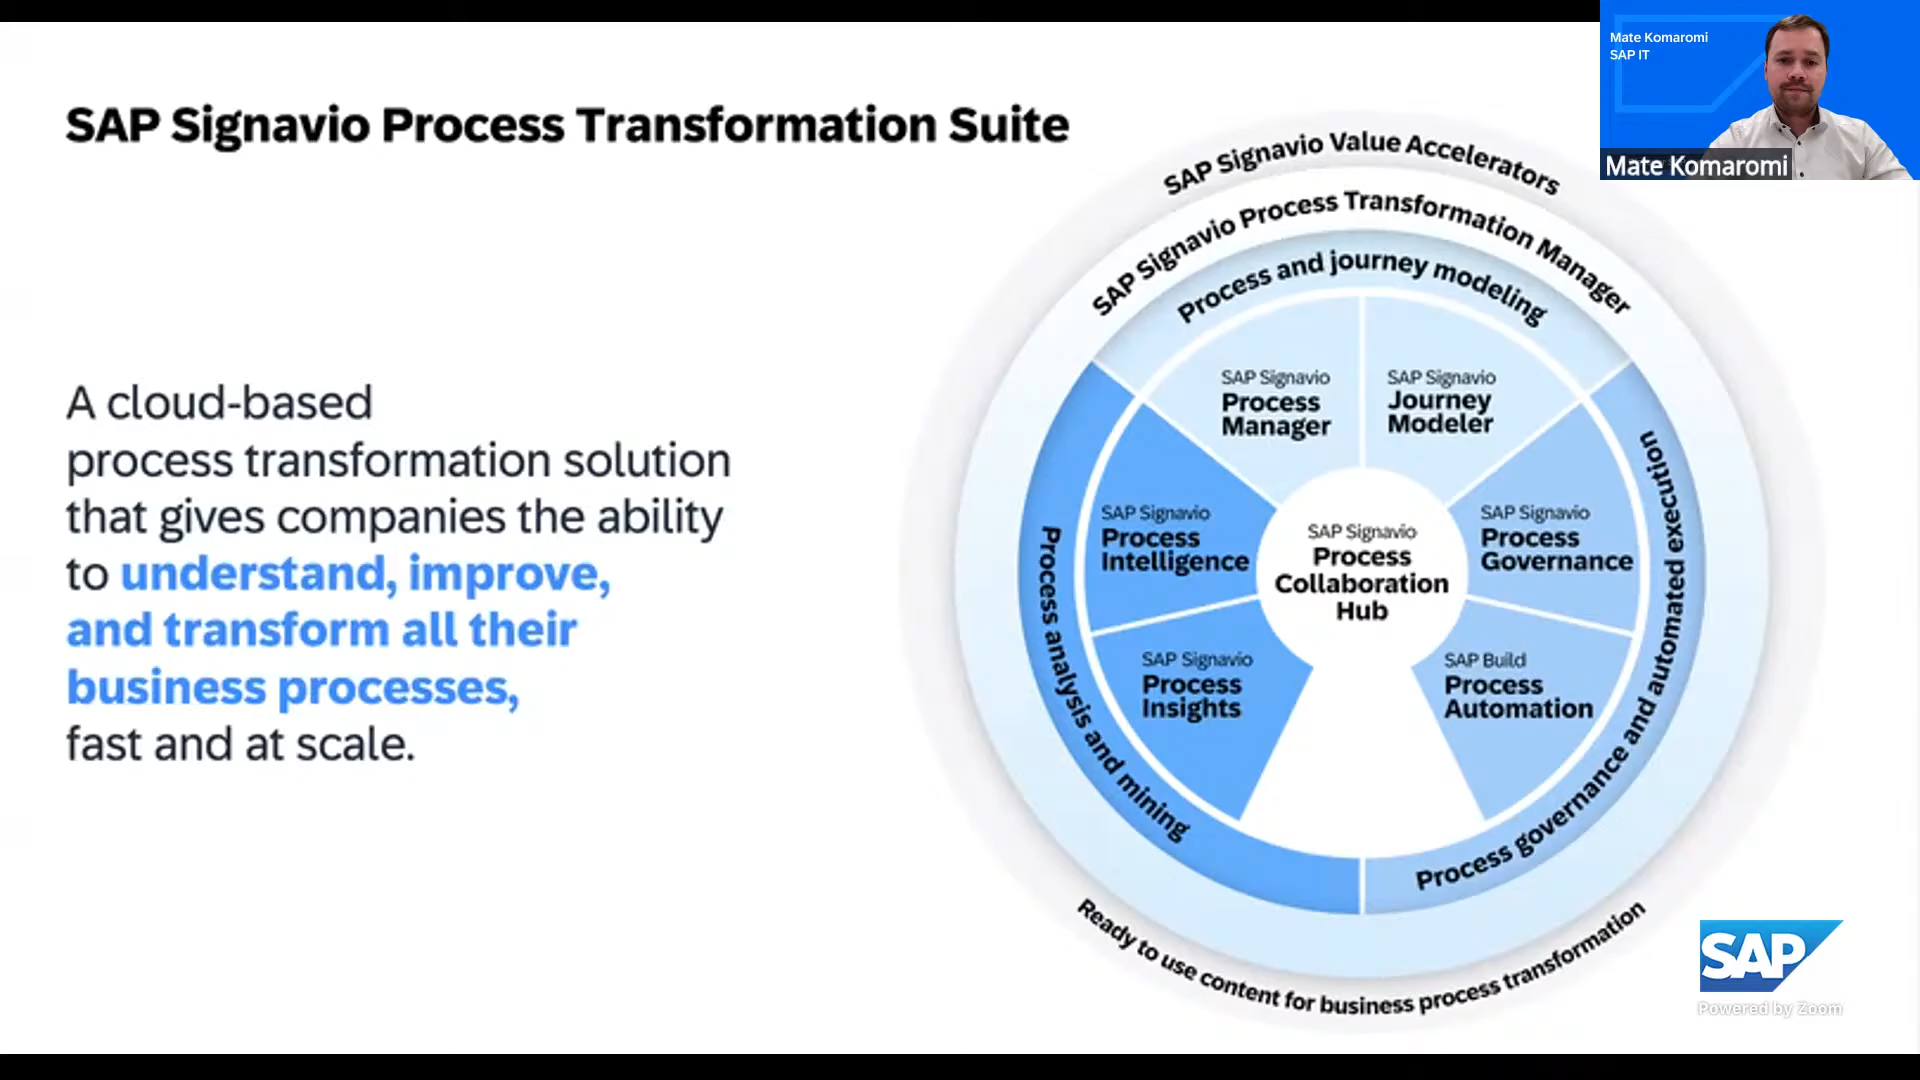 SAP Signavio Process Transformation Suite
A cloud-based
process transformation solution
that gives companies the ability
to understand, improve,
and transform all their
business processes,
fast and at scale.
SAP Signavio Value Accelerators
SAP Signavio Process Transformation Manager
Process and journey modeling
SAP Signavio
Process
Manager
SAP Signavio
Journey
Modeler
SAP Signavio
Process
Intelligence
SAP Signavio
Process
Governance
SAP Signavio
Process
Collaboration
Hub
SAP Signavio
Process
Insights
SAP Build
Process
Automation
Process analysis and mining
Process governance and automated execution
Ready to use content for business process transformation
Mate Komaromi
SAP IT
Mate Komaromi
SAP
Powered by Zoom